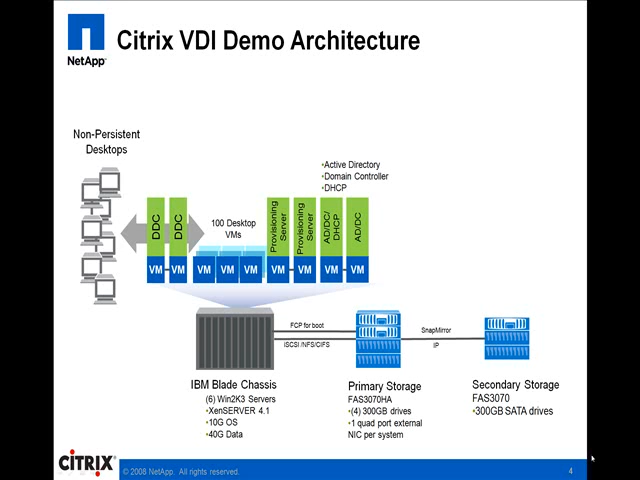 NetApp
Citrix VDI Demo Architecture
Non-Persistent
Desktops
•Active Directory
•Domain Controller
•DHCP
DDC
DDC
100 Desktop
VMs
Provisioning
Server
Provisioning
Server
AD/DC/
DHCP
AD/DC
VM
VM
VM
VM
VM
VM
VM
VM
VM
FCP for boot
iSCSI /NFS/CIFS
SnapMirror
IP
IBM Blade Chassis
(6) Win2K3 Servers
•XenSERVER 4.1
•10G OS
•40G Data
Primary Storage
FAS3070HA
•(4) 300GB drives
•1 quad port external
NIC per system
Secondary Storage
FAS3070
•300GB SATA drives
CITRIX
© 2008 NetApp. All rights reserved.
4